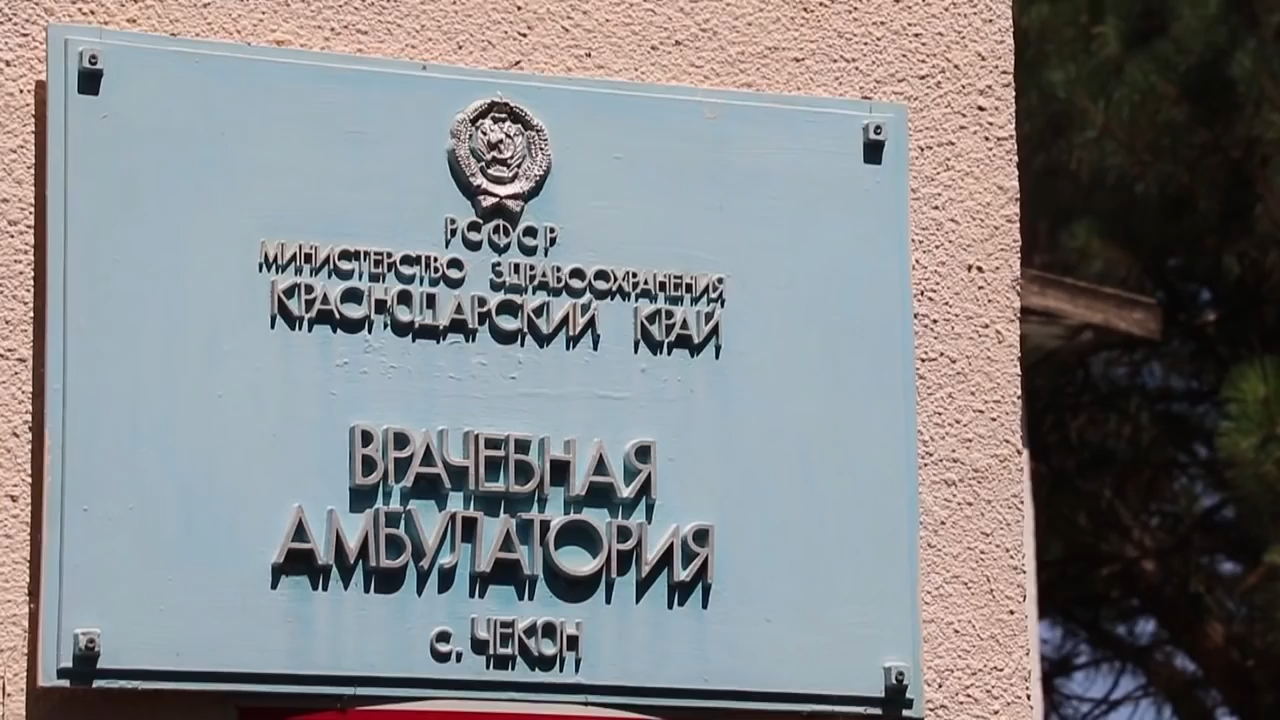 РСФСР
МИНИСТЕРСТВО ЗДРАВООХРАНЕНИЯ
КРАСНОДАРСКИЙ КРАЙ
ВРАЧЕБНАЯ
АМБУЛАТОРИЯ
с. ЧЕКОН